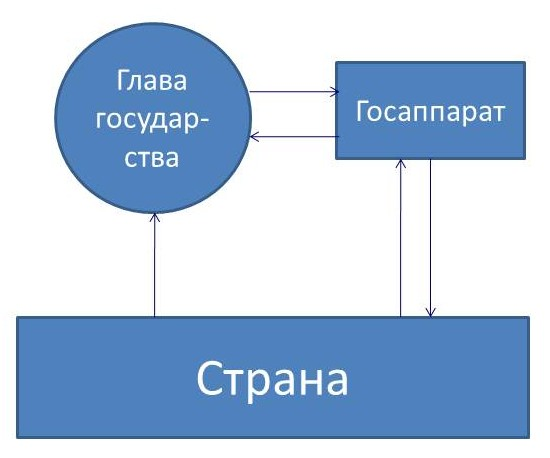 Глава
государ-
ства
Госаппарат
Страна